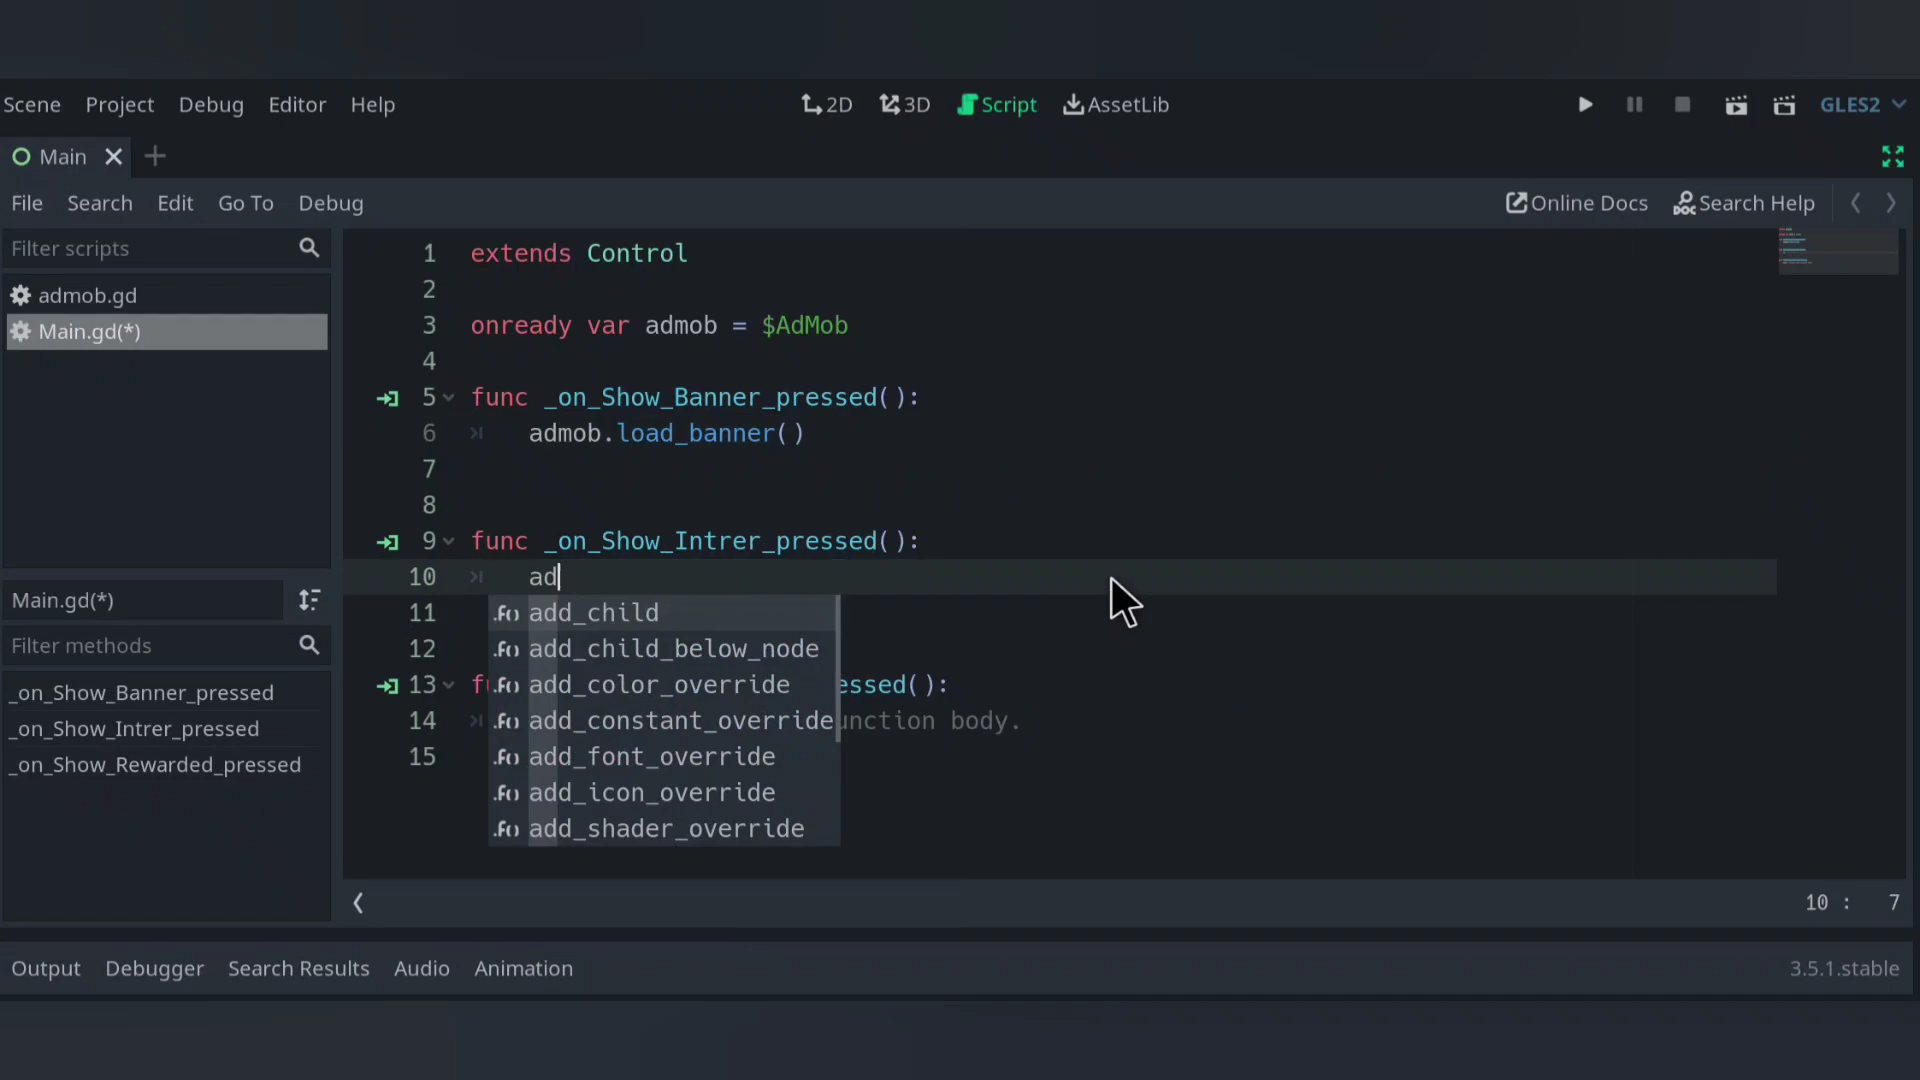 Scene Project Debug Editor Help 2D 3D Script AssetLib GLES2
Main
File Search Edit Go To Debug Online Docs Search Help
Filter scripts
admob.gd
Main.gd(*)
Main.gd(*)
Filter methods
_on_Show_Banner_pressed
_on_Show_Intrer_pressed
_on_Show_Rewarded_pressed
1 extends Control
2
3 onready var admob = $AdMob
4
5 func _on_Show_Banner_pressed():
6 admob.load_banner()
7
8
9 func _on_Show_Intrer_pressed():
10 ad
11 .f() add_child
12 .f() add_child_below_node
13 f .f() add_color_override essed():
14 .f() add_constant_override unction body.
15 .f() add_font_override
.f() add_icon_override
.f() add_shader_override
10 : 7
Output Debugger Search Results Audio Animation 3.5.1.stable